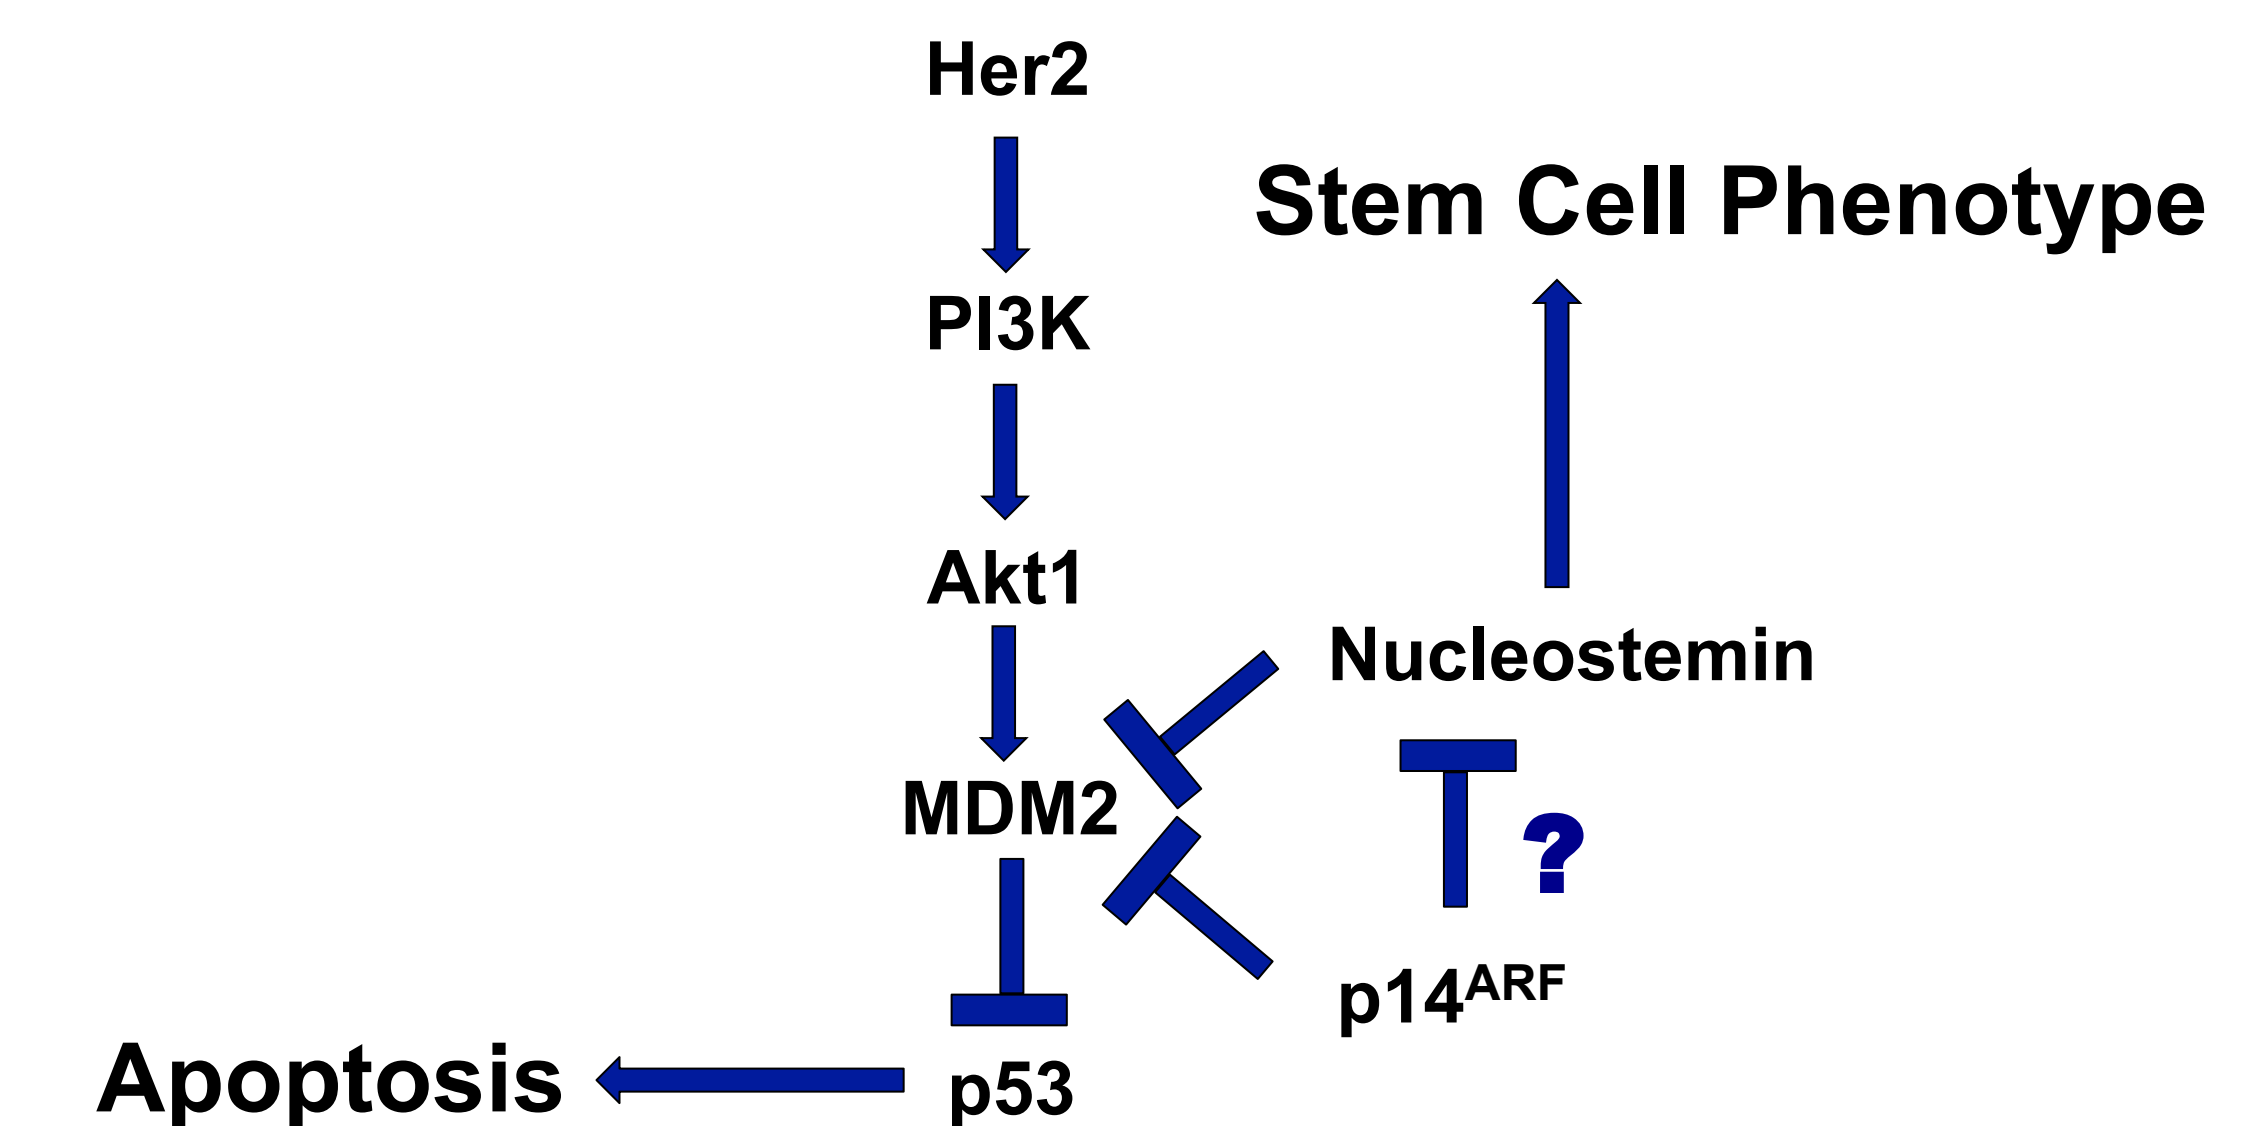 Her2
Stem Cell Phenotype
PI3K
Akt1
Nucleostemin
MDM2
?
p14ARF
Apoptosis
p53